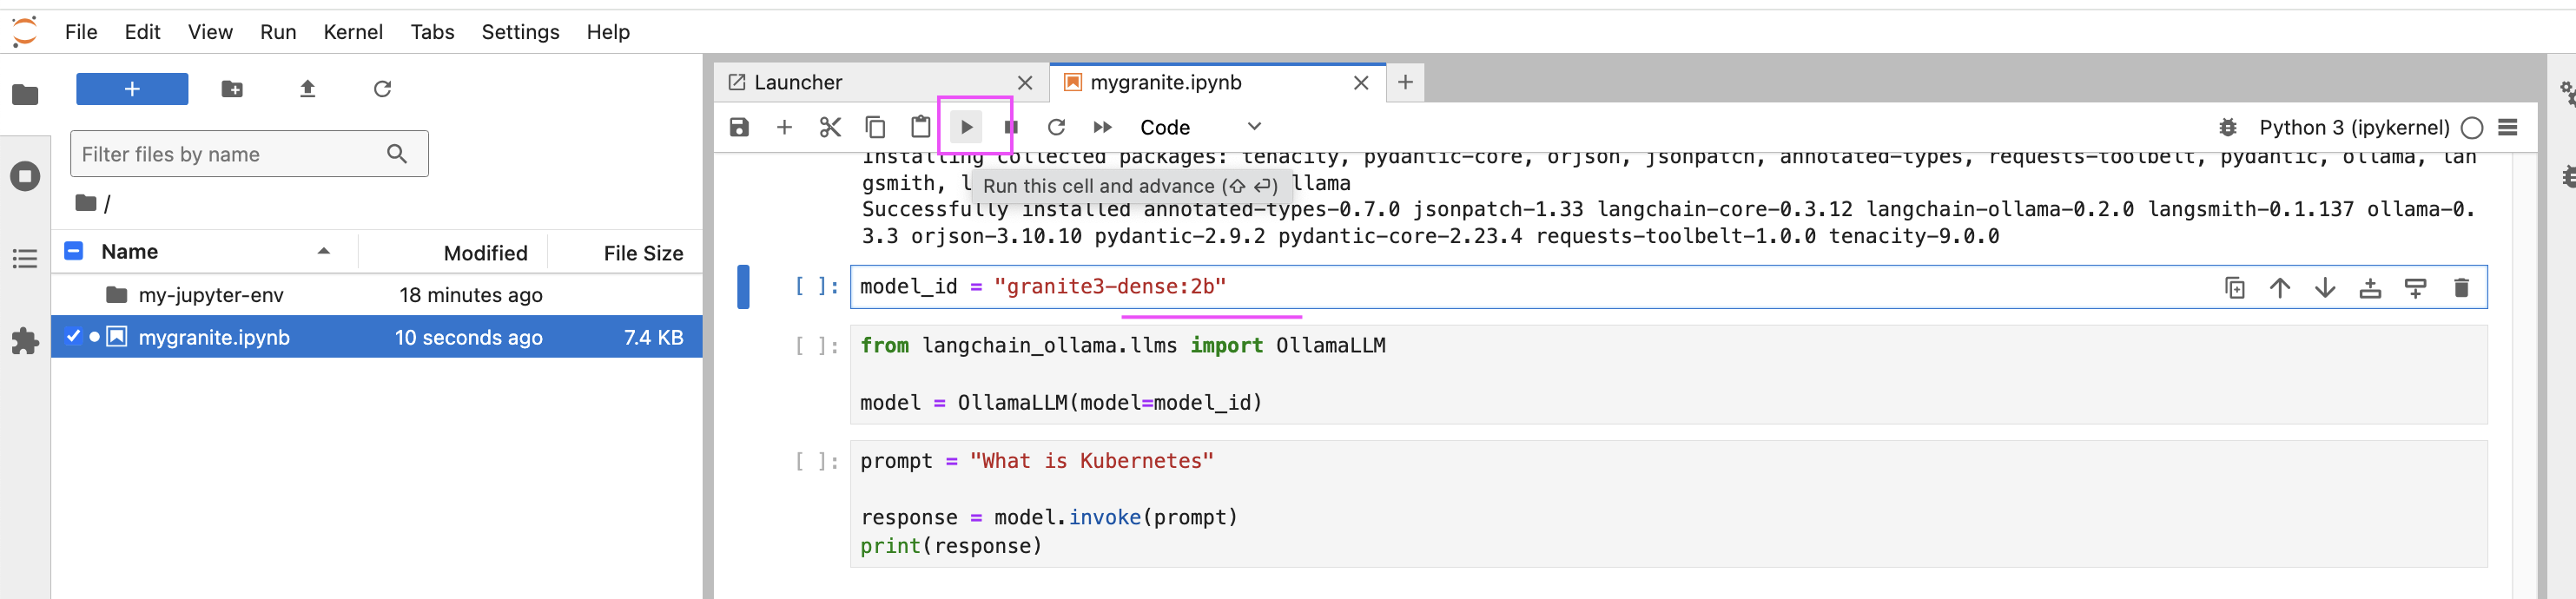 File Edit View Run Kernel Tabs Settings Help
Launcher mygranite.ipynb
Code Python 3 (ipykernel)
Filter files by name
/
Name Modified File Size
my-jupyter-env 18 minutes ago
mygranite.ipynb 10 seconds ago 7.4 KB
Installing collected packages: tenacity, pydantic-core, orjson, jsonpatch, annotated-types, requests-toolbelt, pydantic, ollama, lan
gsmith, l Run this cell and advance (⇧ ⏎) llama
Successfully installed annotated-types-0.7.0 jsonpatch-1.33 langchain-core-0.3.12 langchain-ollama-0.2.0 langsmith-0.1.137 ollama-0.
3.3 orjson-3.10.10 pydantic-2.9.2 pydantic-core-2.23.4 requests-toolbelt-1.0.0 tenacity-9.0.0
[ ]: model_id = "granite3-dense:2b"
[ ]: from langchain_ollama.llms import OllamaLLM
model = OllamaLLM(model=model_id)
[ ]: prompt = "What is Kubernetes"
response = model.invoke(prompt)
print(response)